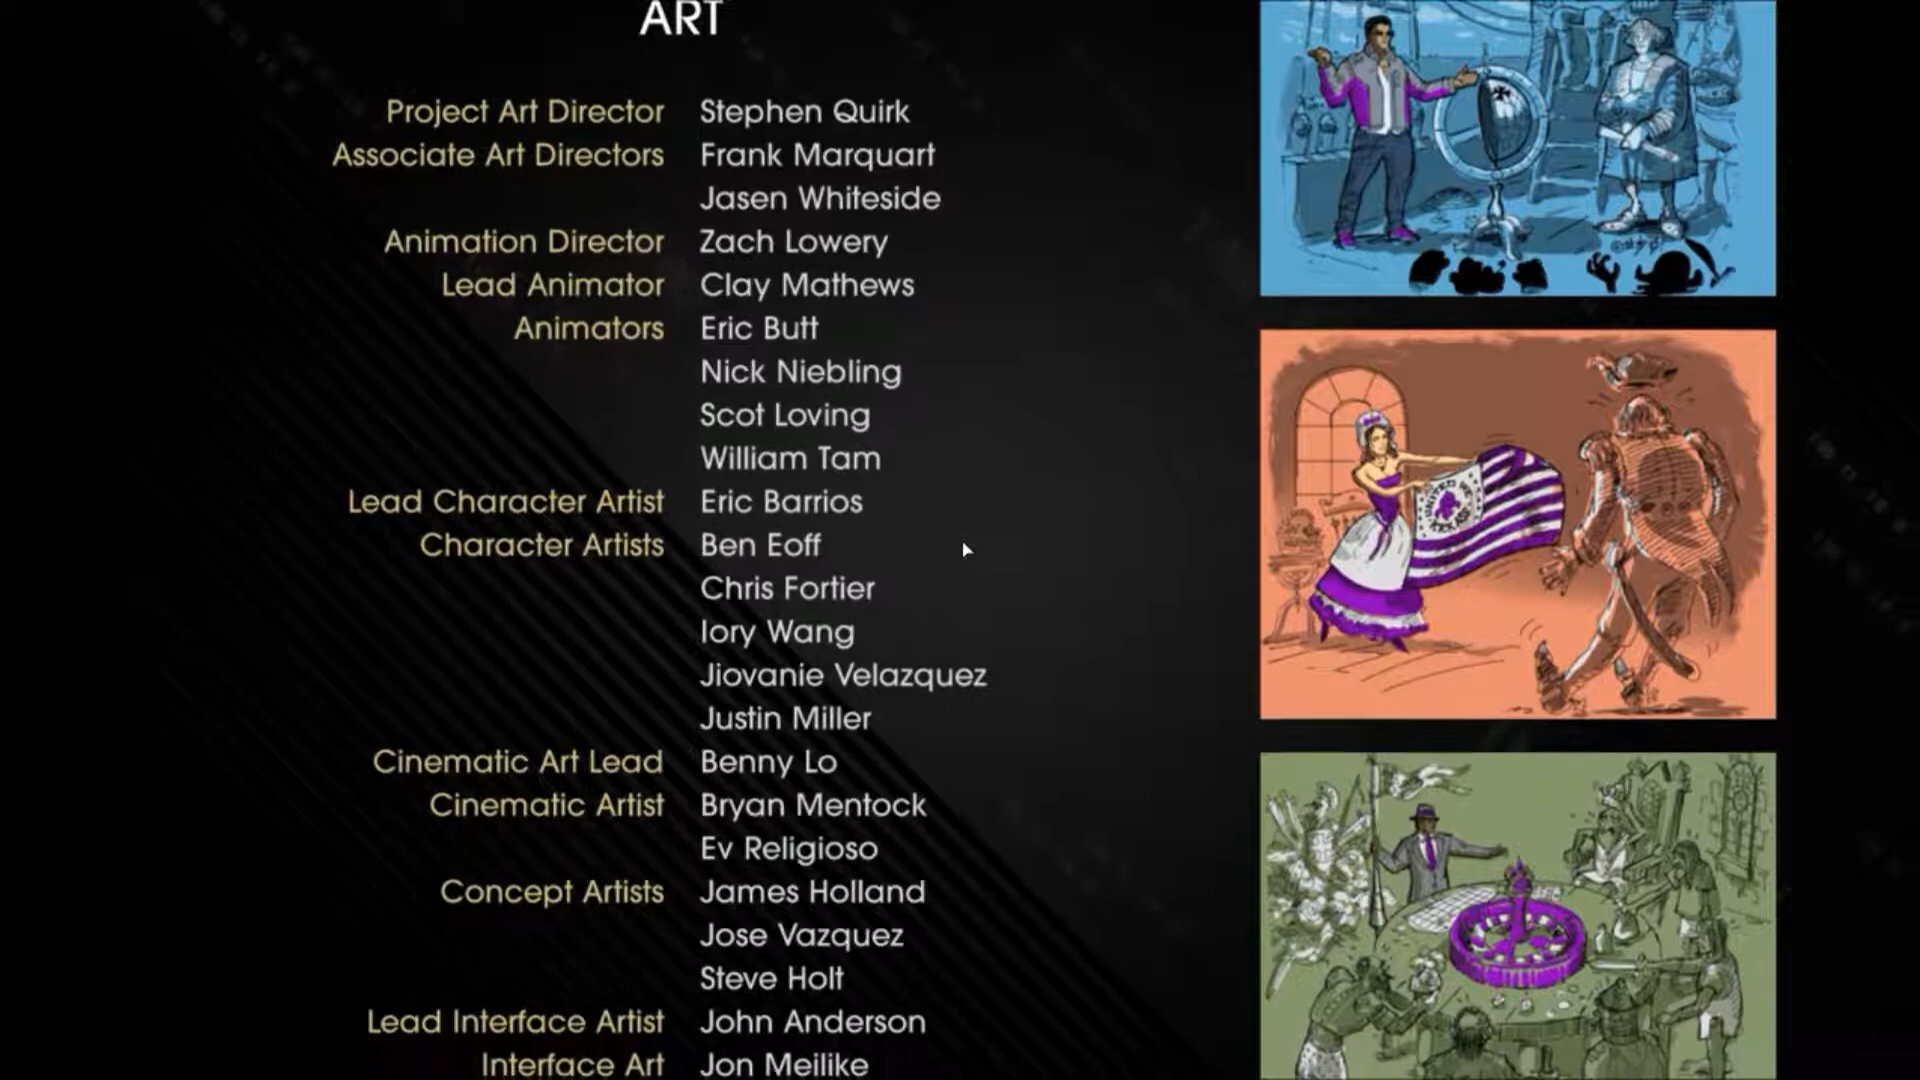 ART
Project Art Director Stephen Quirk
Associate Art Directors Frank Marquart
Jasen Whiteside
Animation Director Zach Lowery
Lead Animator Clay Mathews
Animators Eric Butt
Nick Niebling
Scot Loving
William Tam
Lead Character Artist Eric Barrios
Character Artists Ben Eoff
Chris Fortier
Iory Wang
Jiovanie Velazquez
Justin Miller
Cinematic Art Lead Benny Lo
Cinematic Artist Bryan Mentock
Ev Religioso
Concept Artists James Holland
Jose Vazquez
Steve Holt
Lead Interface Artist John Anderson
Interface Art Jon Meilike